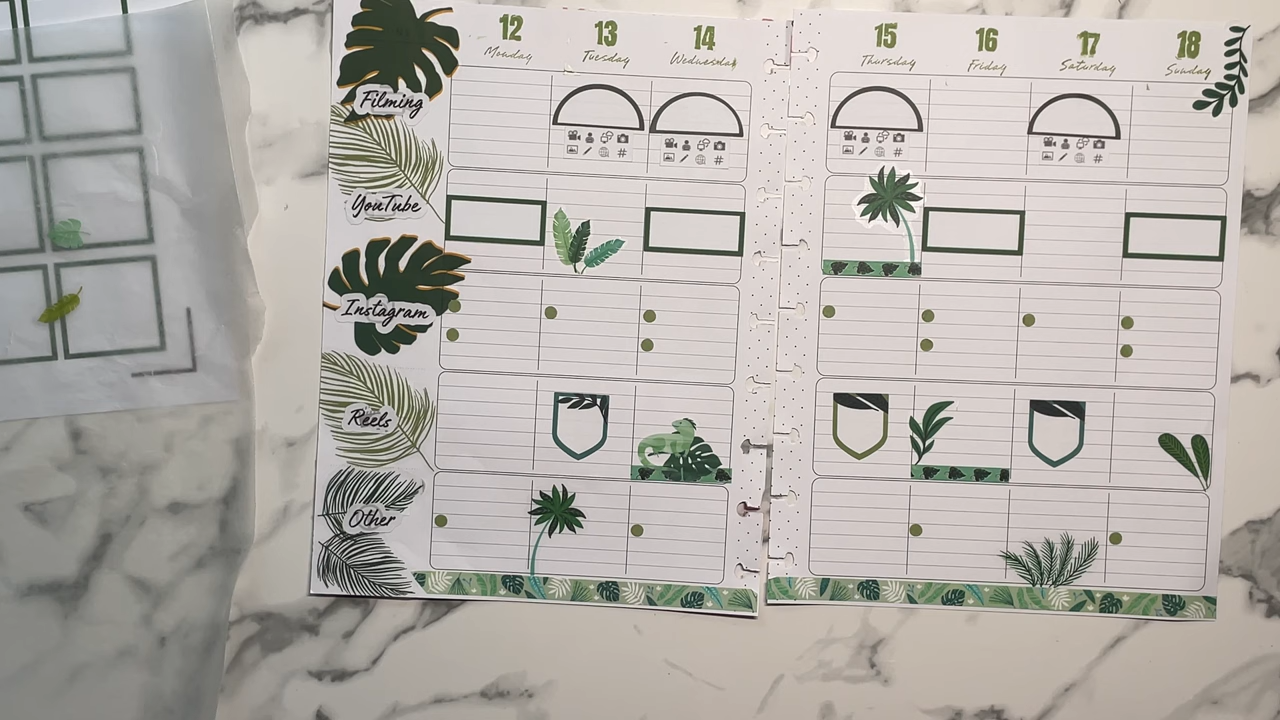 12 13 14 15 16 17 18
Monday Tuesday Wednesday Thursday Friday Saturday Sunday
Filming
# # # #
YouTube
Instagram
Reels
Other